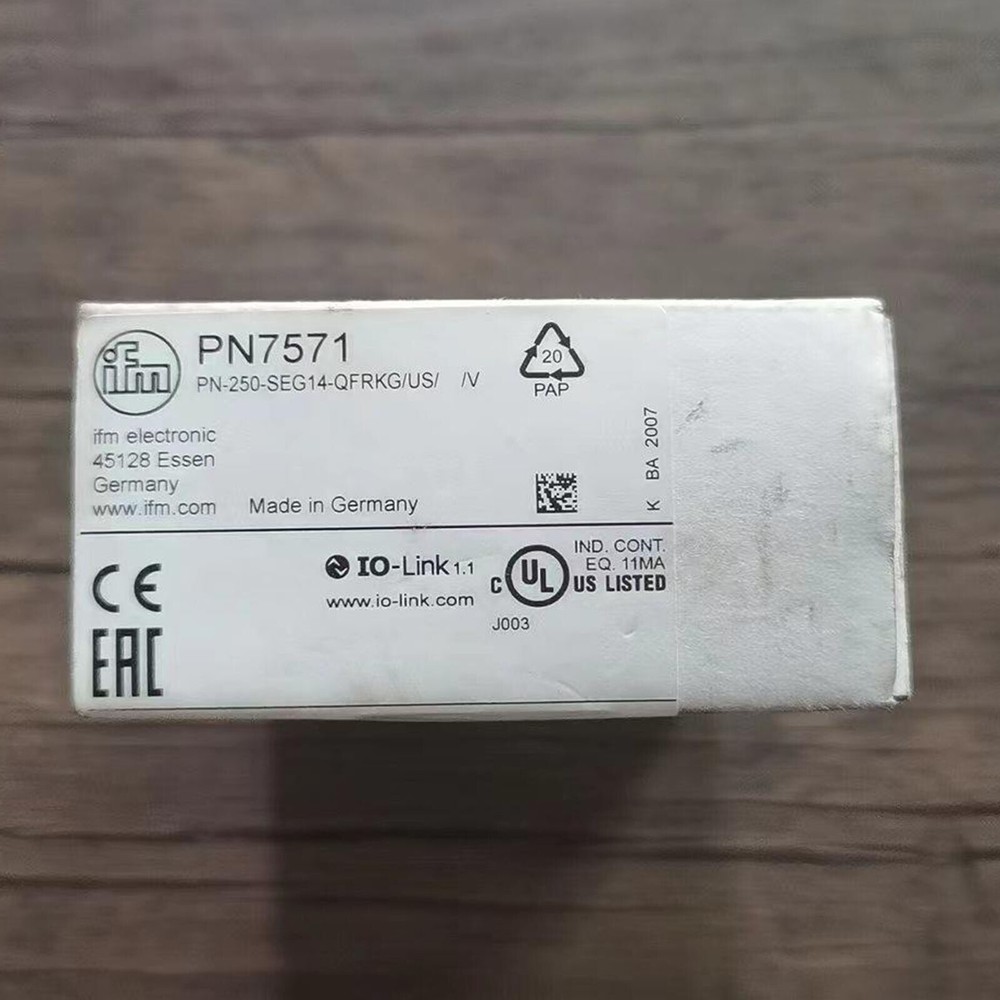 ifm
PN7571
PN-250-SEG14-QFRKG/US/ /V
20
PAP
ifm electronic
45128 Essen
Germany
www.ifm.com
Made in Germany
K BA 2007
CE
EAC
IO-Link 1.1
www.io-link.com
C UL US LISTED
IND. CONT.
EQ. 11MA
J003